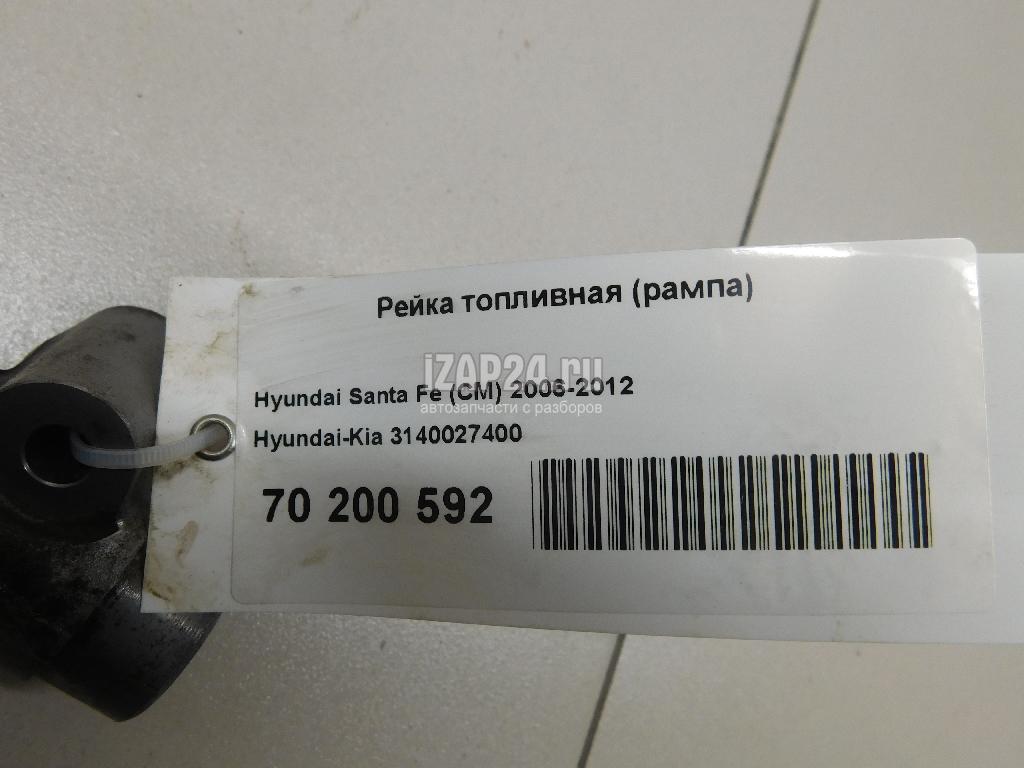 Рейка топливная (рампа)
iZAP24.ru
Hyundai Santa Fe (CM) 2006-2012
автозапчасти с разборов
Hyundai-Kia 3140027400
70 200 592